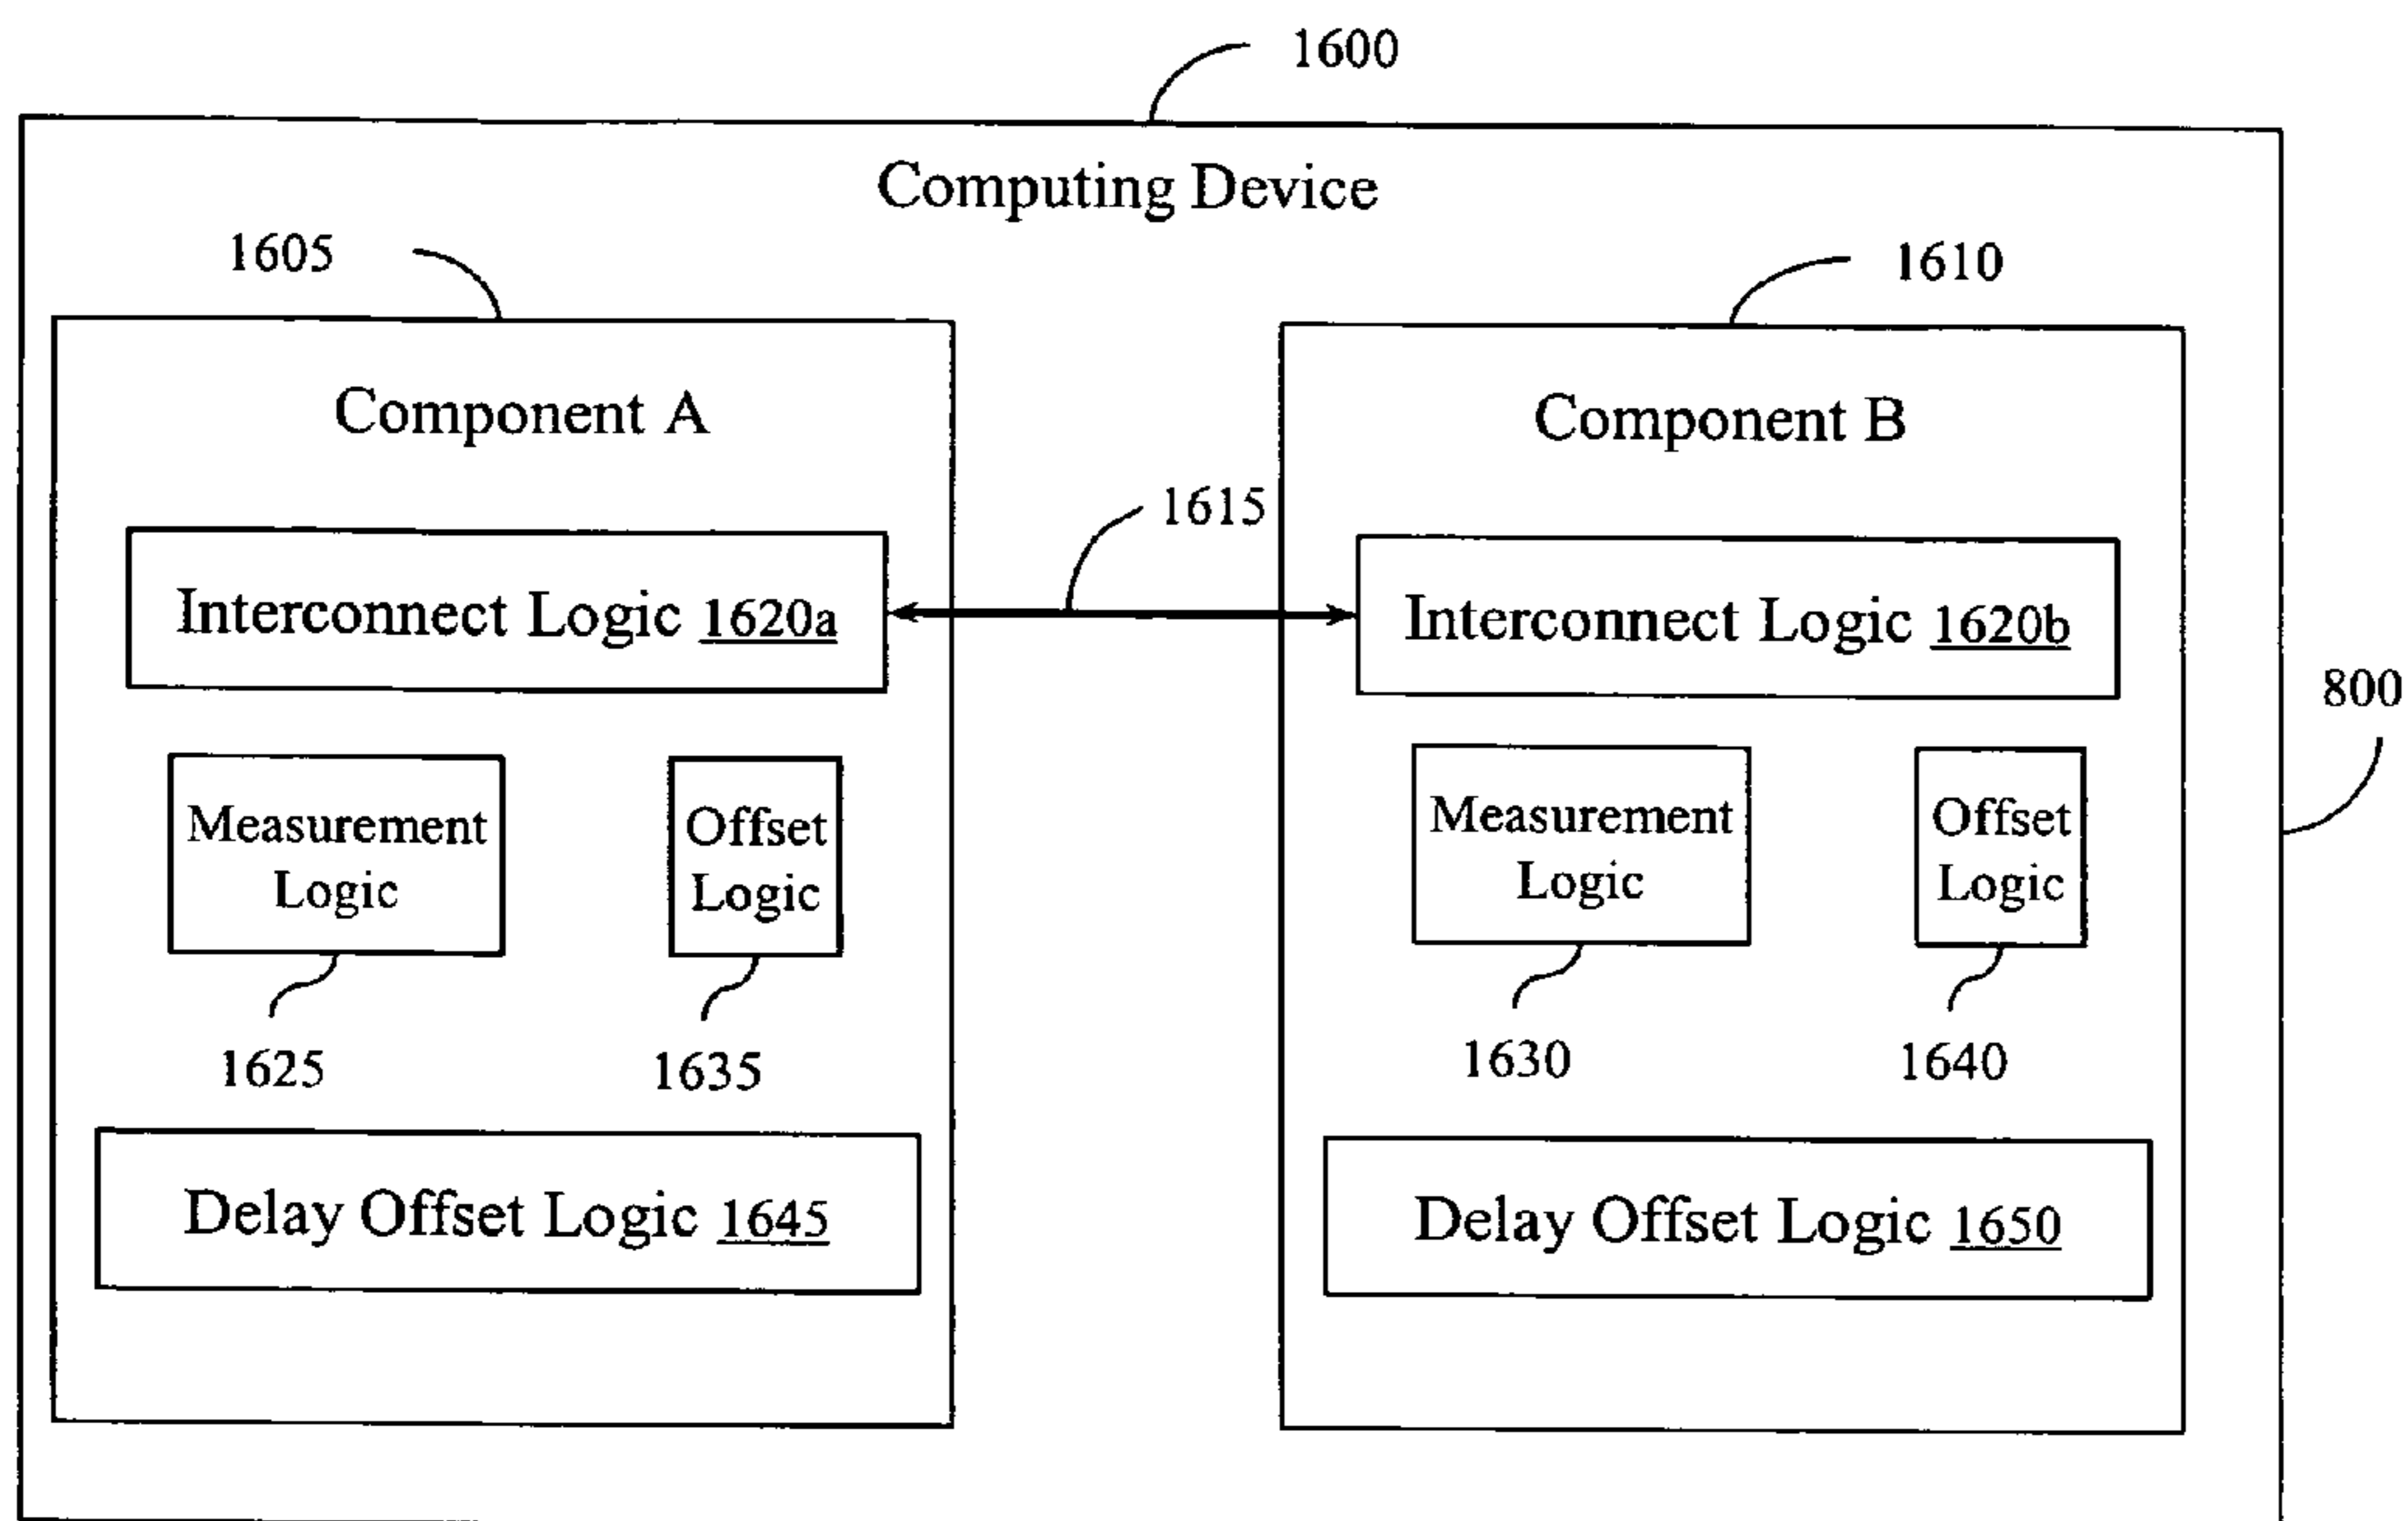 1600
Computing Device
1605
1610
Component A
Component B
1615
Interconnect Logic 1620a
Interconnect Logic 1620b
800
Measurement
Logic
Offset
Logic
Measurement
Logic
Offset
Logic
1625
1635
1630
1640
Delay Offset Logic 1645
Delay Offset Logic 1650